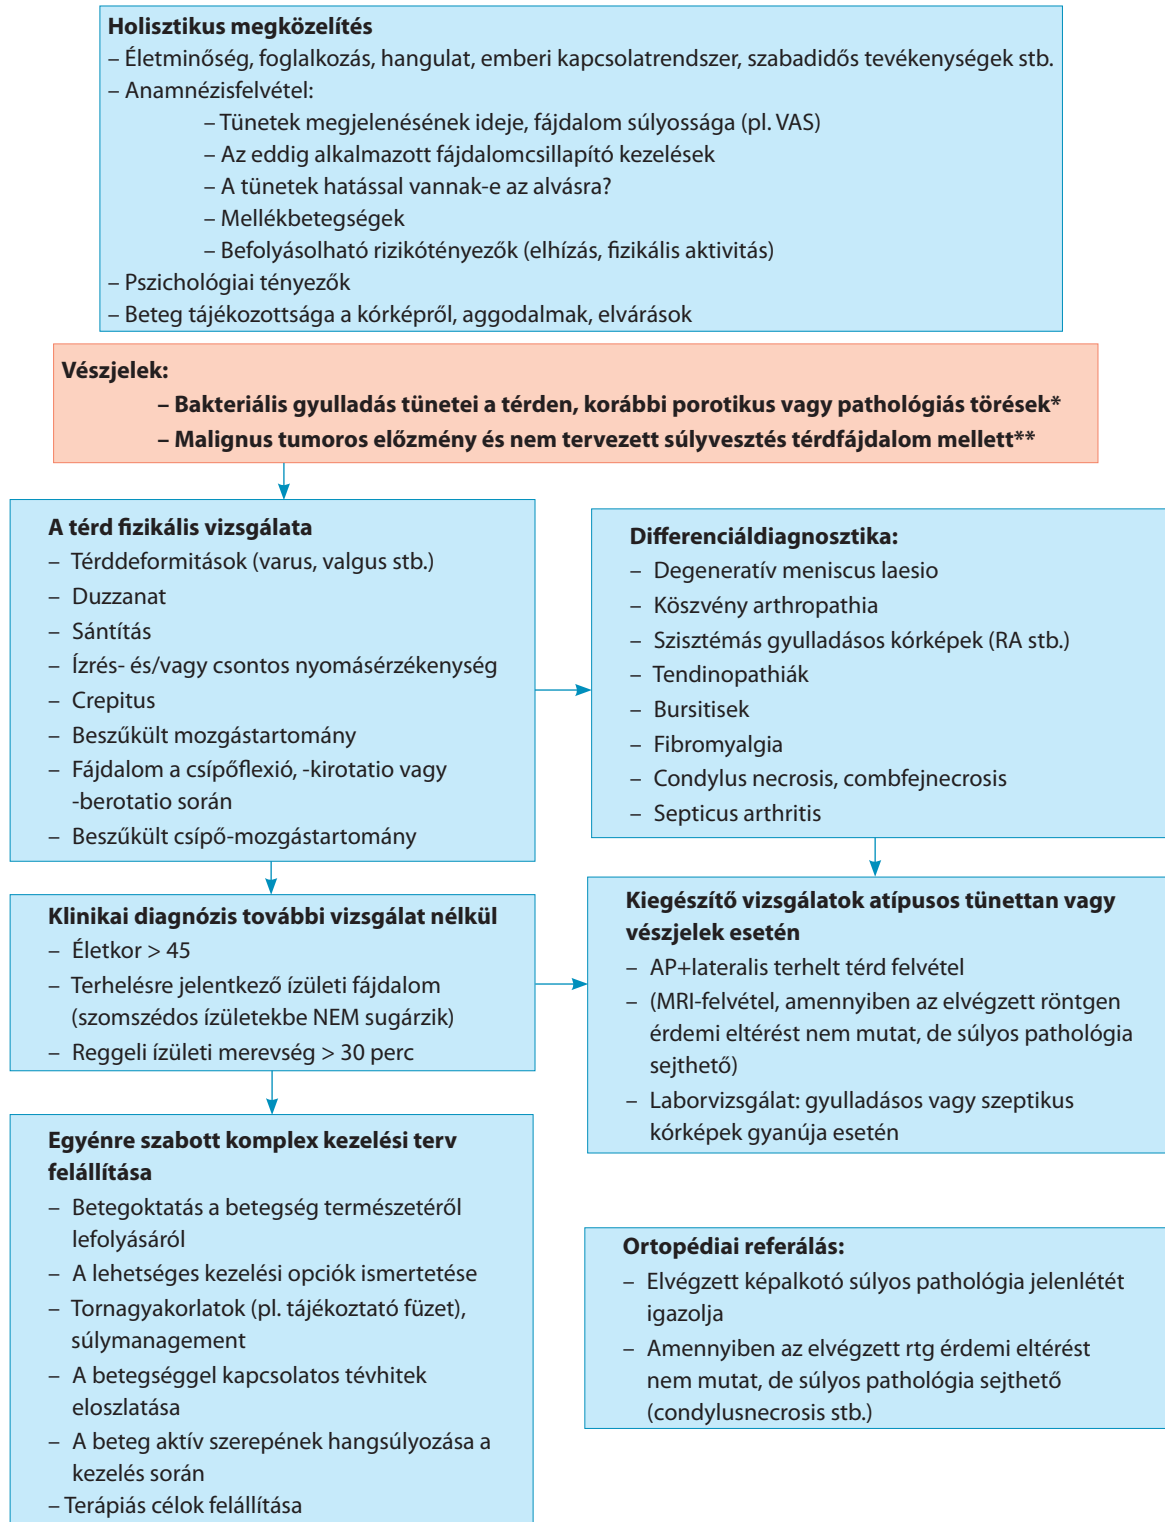 Holisztikus megközelítés
– Életminőség, foglalkozás, hangulat, emberi kapcsolatrendszer, szabadidős tevékenységek stb.
– Anamnézisfelvétel:
– Tünetek megjelenésének ideje, fájdalom súlyossága (pl. VAS)
– Az eddig alkalmazott fájdalomcsillapító kezelések
– A tünetek hatással vannak-e az alvásra?
– Mellékbetegségek
– Befolyásolható rizikótényezők (elhízás, fizikális aktivitás)
– Pszichológiai tényezők
– Beteg tájékozottsága a kórképről, aggodalmak, elvárások
Vészjelek:
– Bakteriális gyulladás tünetei a térden, korábbi porotikus vagy pathológiás törések*
– Malignus tumoros előzmény és nem tervezett súlyvesztés térdfájdalom mellett**
A térd fizikális vizsgálata
– Térddeformitások (varus, valgus stb.)
– Duzzanat
– Sántítás
– Ízrés- és/vagy csontos nyomásérzékenység
– Crepitus
– Beszűkült mozgástartomány
– Fájdalom a csípőflexió, -kirotatio vagy
-berotatio során
– Beszűkült csípő-mozgástartomány
Differenciáldiagnosztika:
– Degeneratív meniscus laesio
– Köszvény arthropathia
– Szisztémás gyulladásos kórképek (RA stb.)
– Tendinopathiák
– Bursitisek
– Fibromyalgia
– Condylus necrosis, combfejnecrosis
– Septicus arthritis
Klinikai diagnózis további vizsgálat nélkül
– Életkor > 45
– Terhelésre jelentkező ízületi fájdalom
(szomszédos ízületekbe NEM sugárzik)
– Reggeli ízületi merevség > 30 perc
Kiegészítő vizsgálatok atípusos tünettan vagy
vészjelek esetén
– AP+lateralis terhelt térd felvétel
– (MRI-felvétel, amennyiben az elvégzett röntgen
érdemi eltérést nem mutat, de súlyos pathológia
sejthető)
– Laborvizsgálat: gyulladásos vagy szeptikus
kórképek gyanúja esetén
Egyénre szabott komplex kezelési terv
felállítása
– Betegoktatás a betegség természetéről
lefolyásáról
– A lehetséges kezelési opciók ismertetése
– Tornagyakorlatok (pl. tájékoztató füzet),
súlymanagement
– A betegséggel kapcsolatos tévhitek
eloszlatása
– A beteg aktív szerepének hangsúlyozása a
kezelés során
– Terápiás célok felállítása
Ortopédiai referálás:
– Elvégzett képalkotó súlyos pathológia jelenlétét
igazolja
– Amennyiben az elvégzett rtg érdemi eltérést
nem mutat, de súlyos pathológia sejthető
(condylusnecrosis stb.)